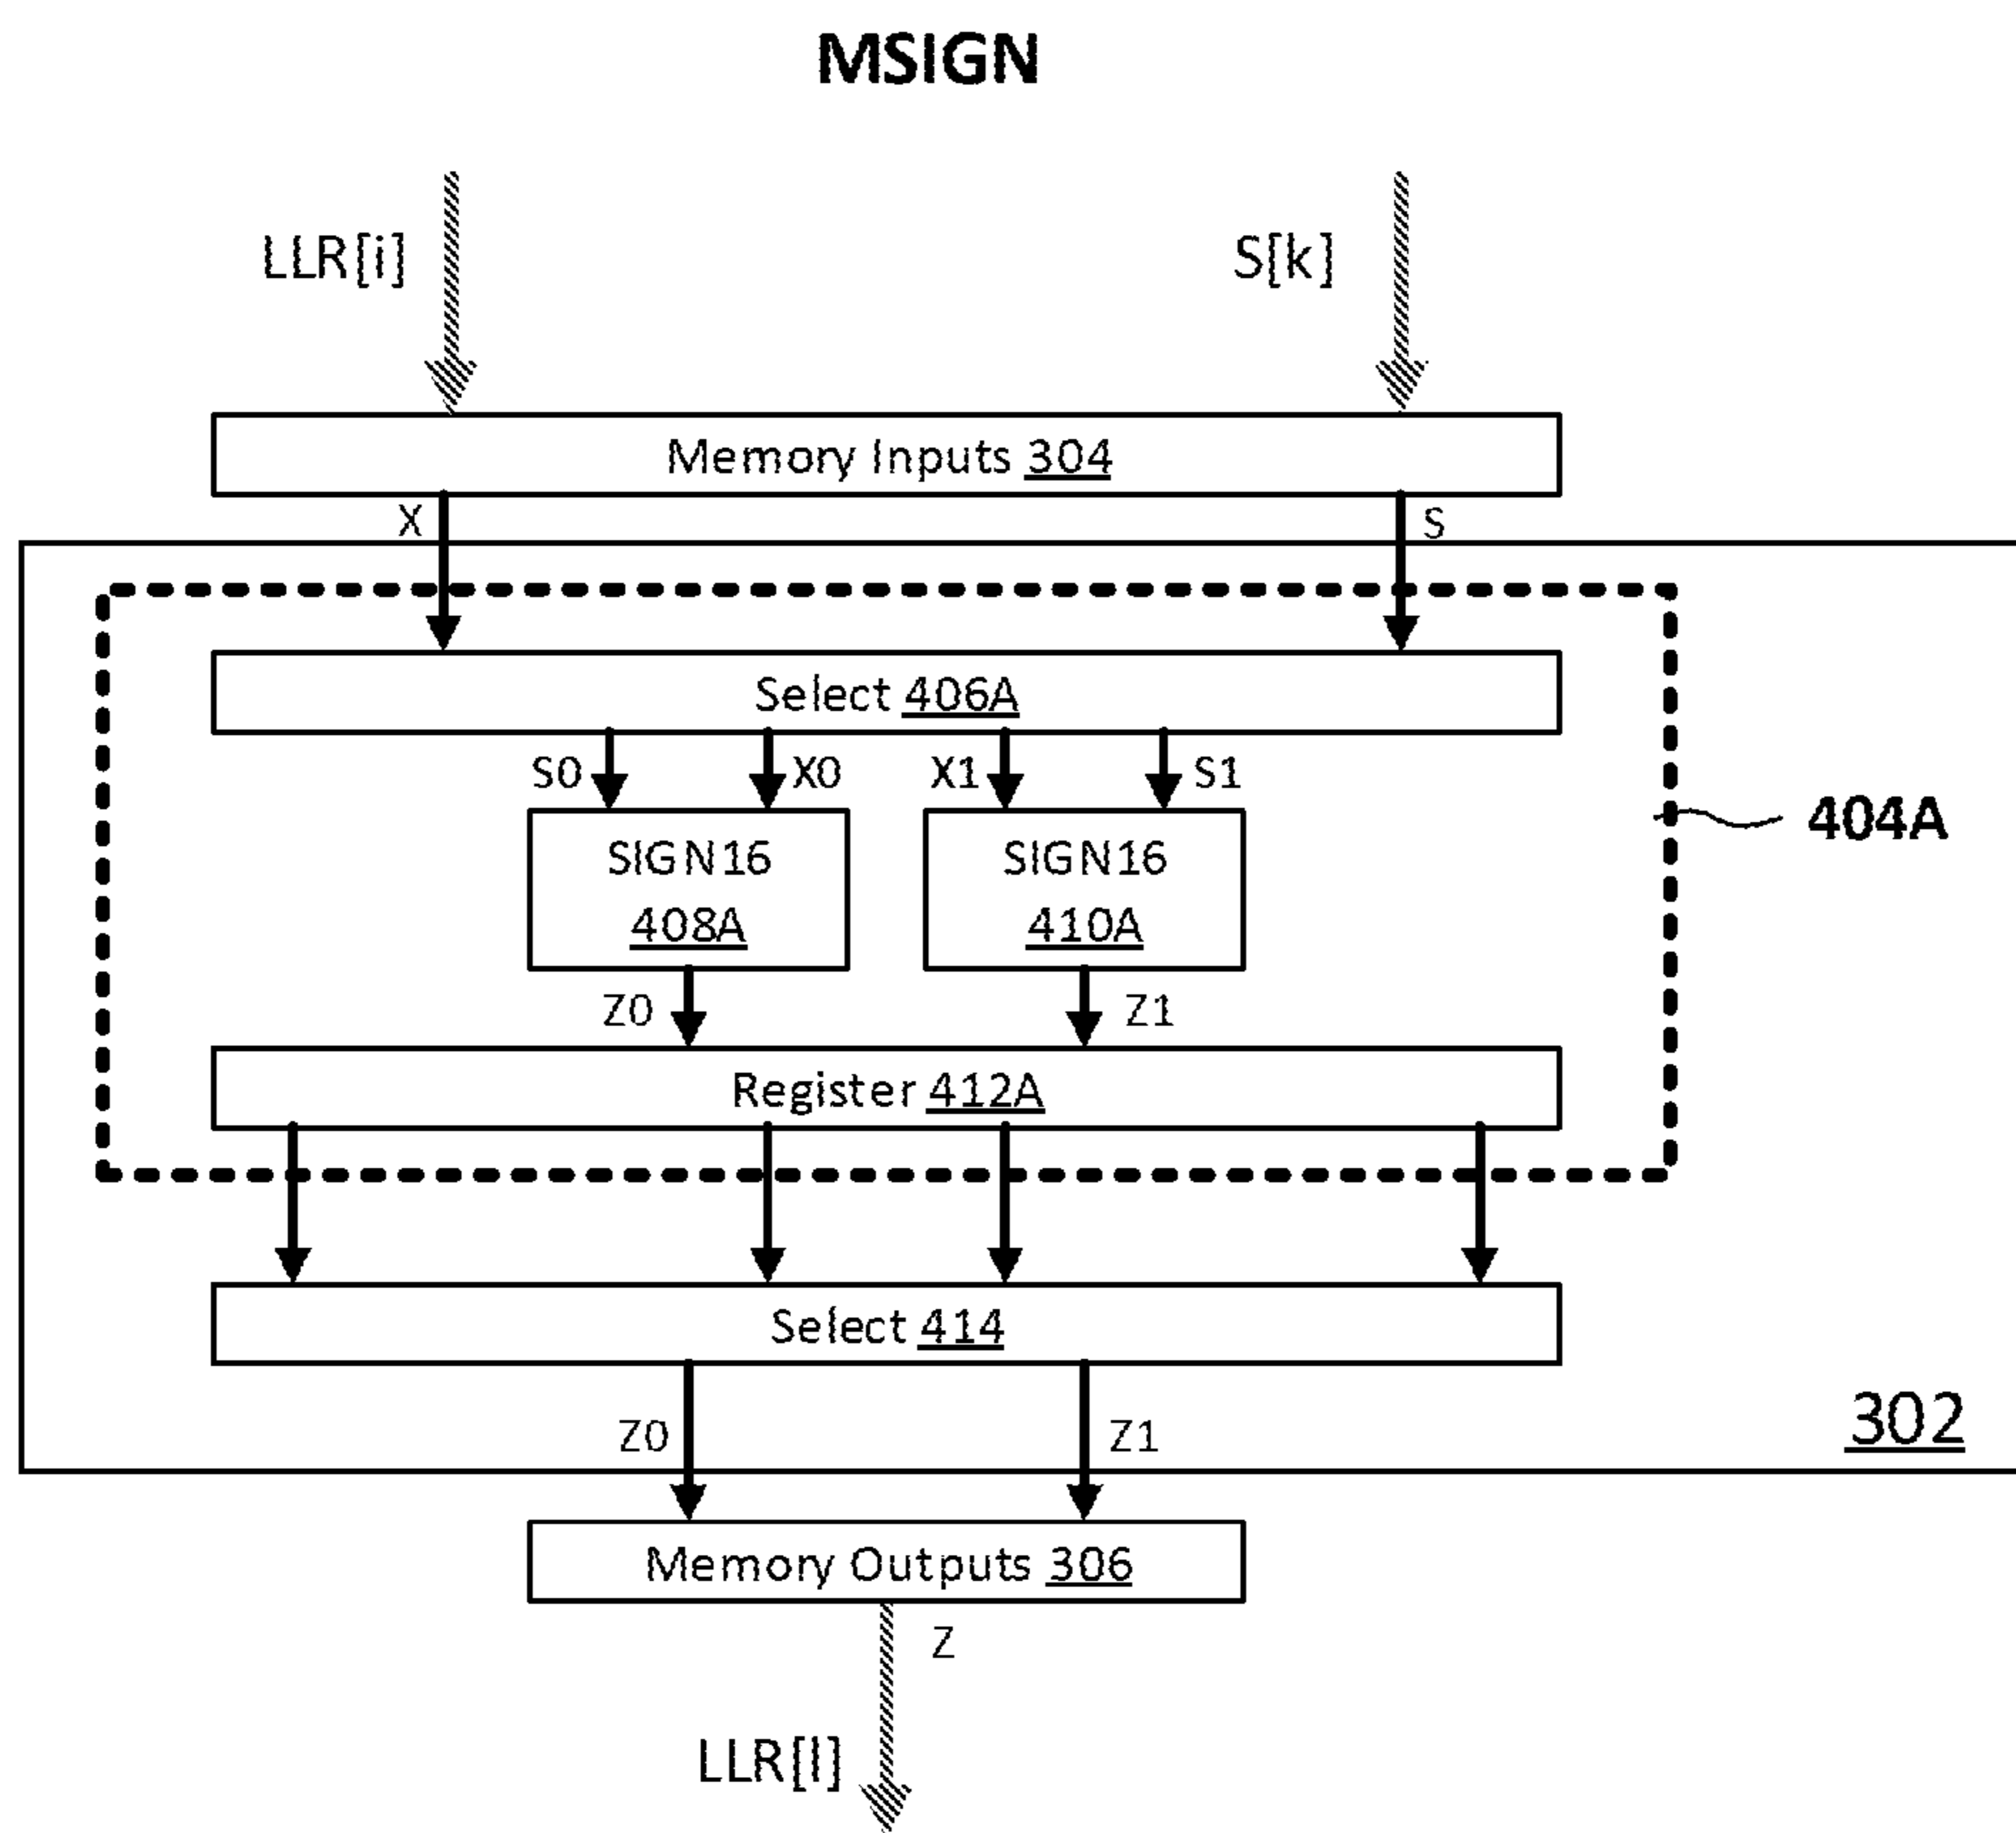 MSIGN
LLR[i]
S[k]
Memory Inputs 304
X
S
Select 406A
S0
X0
X1
S1
SIGN16
408A
SIGN16
410A
404A
Z0
Z1
Register 412A
Select 414
302
Z0
Z1
Memory Outputs 306
Z
LLR[l]